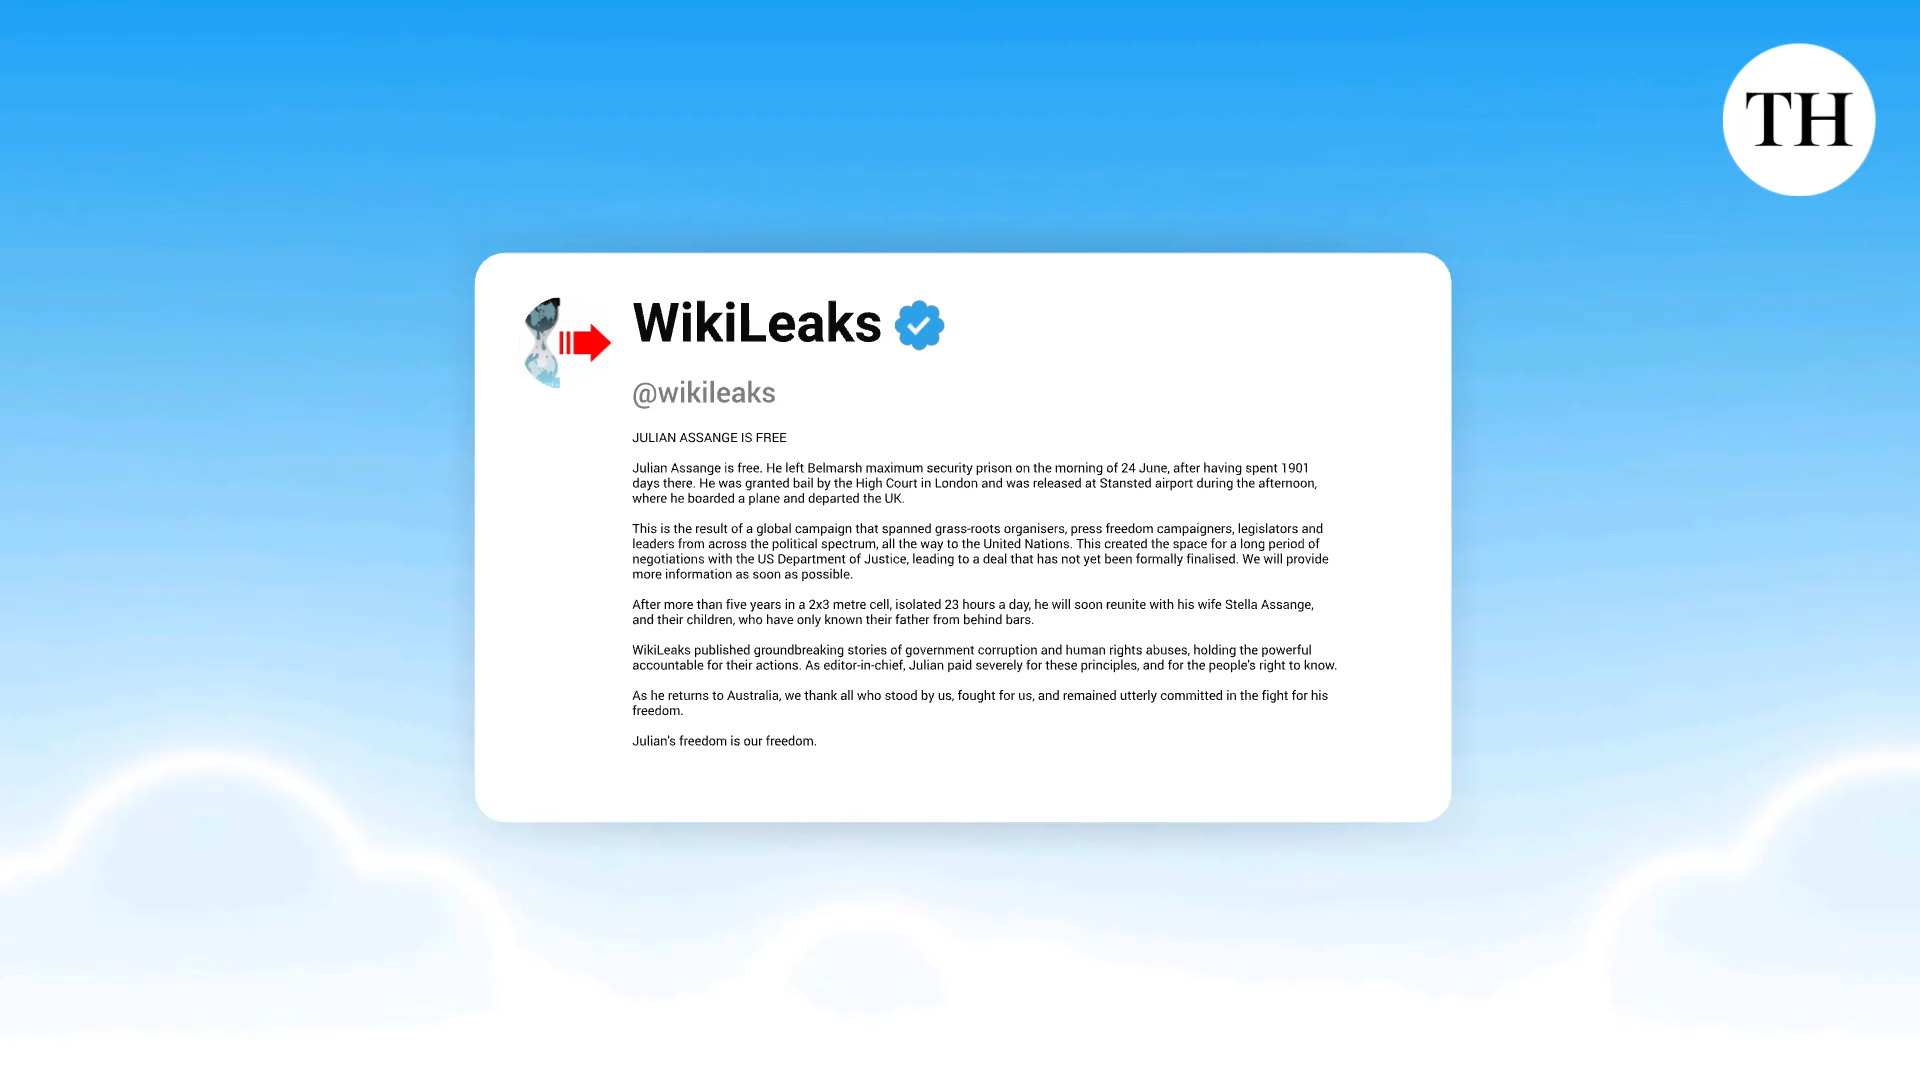 TH
WikiLeaks
@wikileaks
JULIAN ASSANGE IS FREE
Julian Assange is free. He left Belmarsh maximum security prison on the morning of 24 June, after having spent 1901
days there. He was granted bail by the High Court in London and was released at Stansted airport during the afternoon,
where he boarded a plane and departed the UK.
This is the result of a global campaign that spanned grass-roots organisers, press freedom campaigners, legislators and
leaders from across the political spectrum, all the way to the United Nations. This created the space for a long period of
negotiations with the US Department of Justice, leading to a deal that has not yet been formally finalised. We will provide
more information as soon as possible.
After more than five years in a 2x3 metre cell, isolated 23 hours a day, he will soon reunite with his wife Stella Assange,
and their children, who have only known their father from behind bars.
WikiLeaks published groundbreaking stories of government corruption and human rights abuses, holding the powerful
accountable for their actions. As editor-in-chief, Julian paid severely for these principles, and for the people's right to know.
As he returns to Australia, we thank all who stood by us, fought for us, and remained utterly committed in the fight for his
freedom.
Julian's freedom is our freedom.